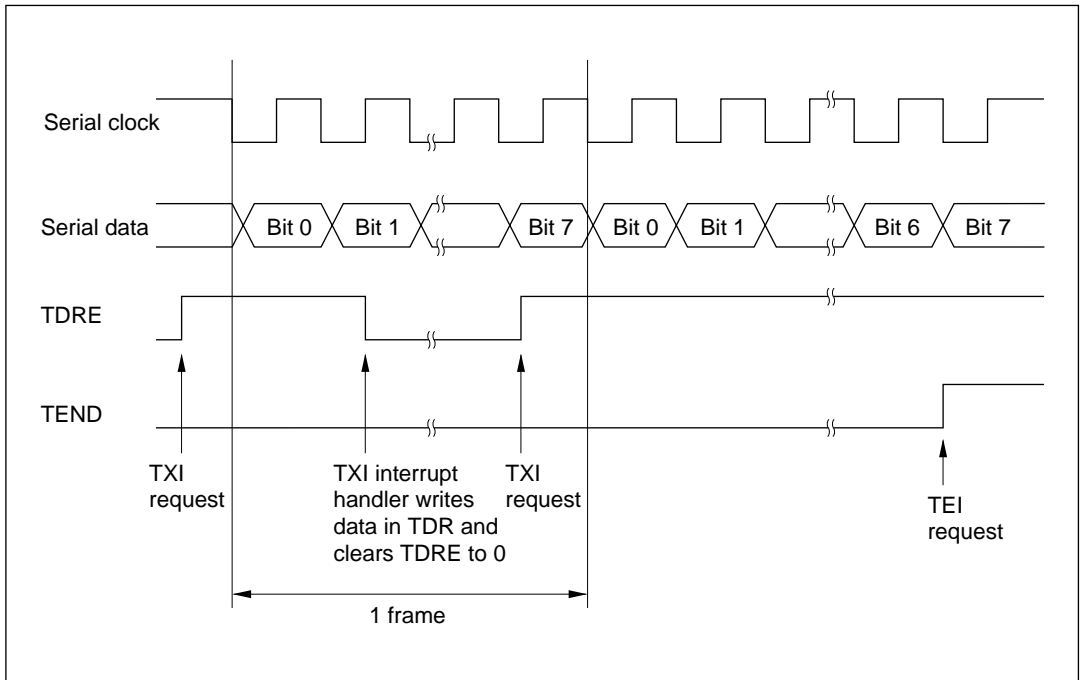 Serial clock
Serial data
Bit 0
Bit 1
Bit 7
Bit 0
Bit 1
Bit 6
Bit 7
TDRE
TEND
TXI
request
TXI interrupt
handler writes
data in TDR and
clears TDRE to 0
TXI
request
TEI
request
1 frame